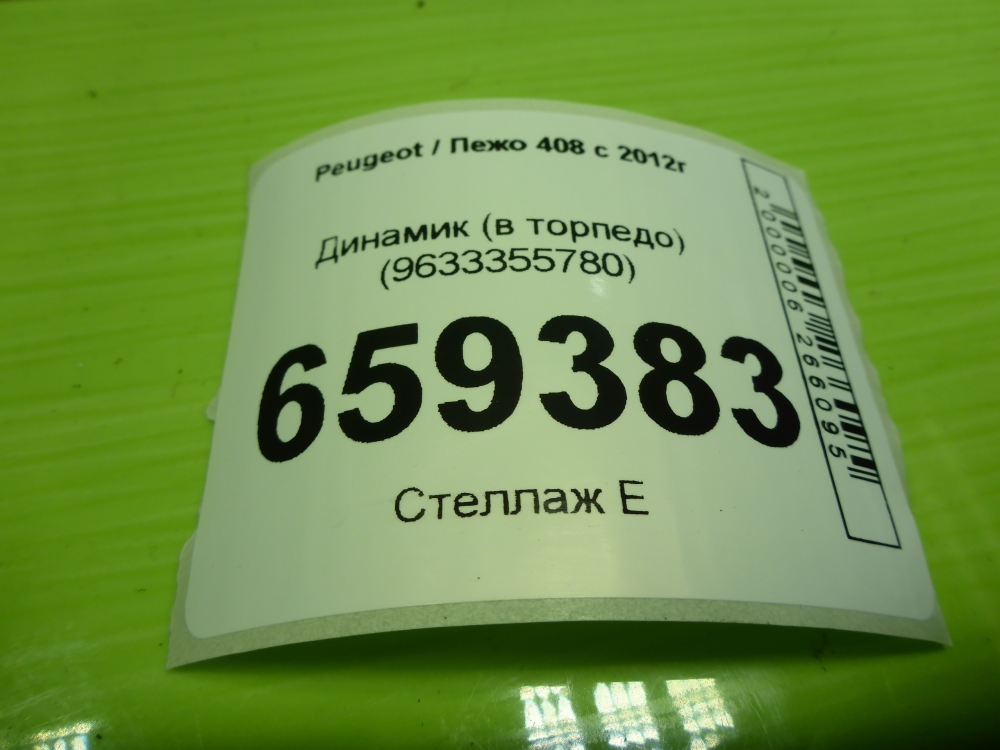 Peugeot / Пежо 408 с 2012г
Динамик (в торпедо)
(9633355780)
659383
Стеллаж Е
2000006266095